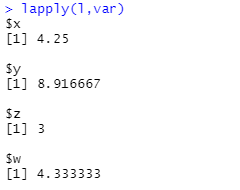 > lapply(l,var)
$x
[1] 4.25
$y
[1] 8.916667
$z
[1] 3
$w
[1] 4.333333